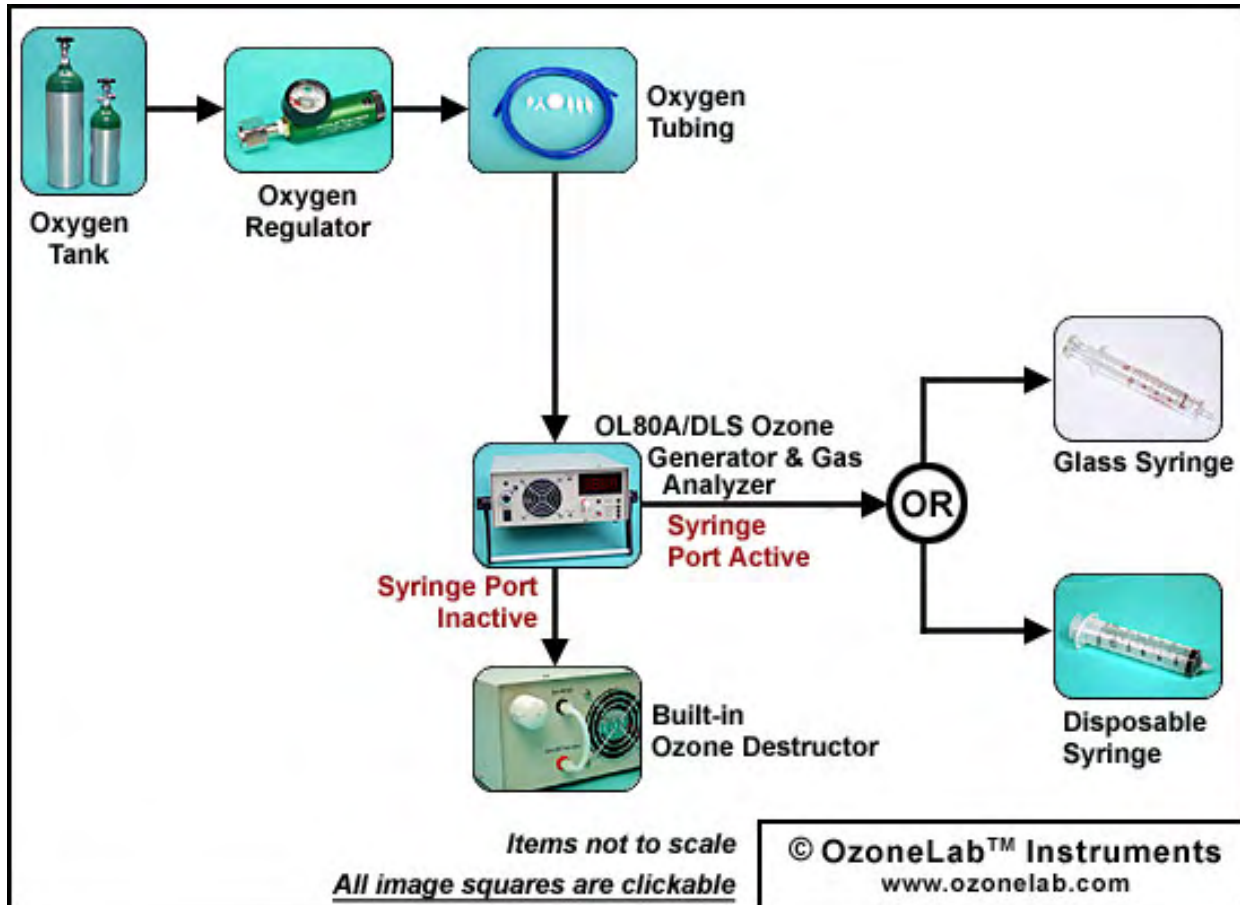 Oxygen
Tank
Oxygen
Regulator
Oxygen
Tubing
OL80A/DLS Ozone
Generator & Gas
Analyzer
Syringe
Port Active
Syringe Port
Inactive
OR
Glass Syringe
Disposable
Syringe
Built-in
Ozone Destructor
Items not to scale
All image squares are clickable
© OzoneLab™ Instruments
www.ozonelab.com